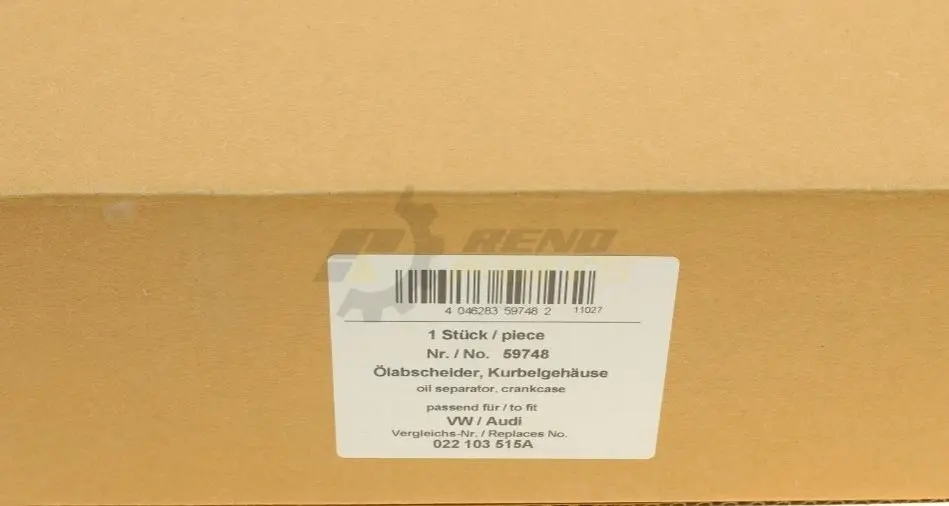 RENO
4 046283 59748 2 11027
1 Stück / piece
Nr. / No. 59748
Ölabscheider, Kurbelgehäuse
oil separator, crankcase
passend für / to fit
VW / Audi
Vergleichs-Nr. / Replaces No.
022 103 515A